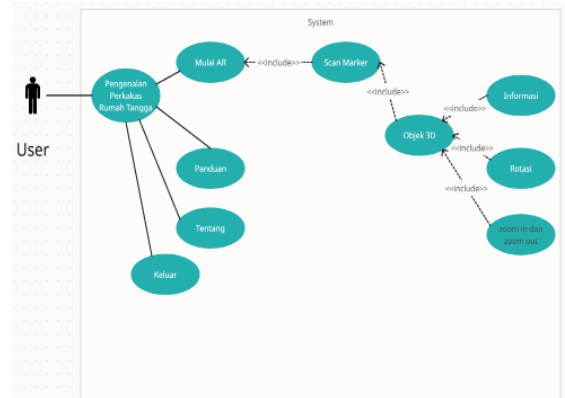 System
Mulai AR
<<include>>
Scan Marker
Pengenalan
Perkakas
Rumah Tangga
User
<<include>>
Informasi
<<include>>
Objek 3D
<<include>>
Rotasi
Panduan
<<include>>
Tentang
zoom in dan
zoom out
Keluar